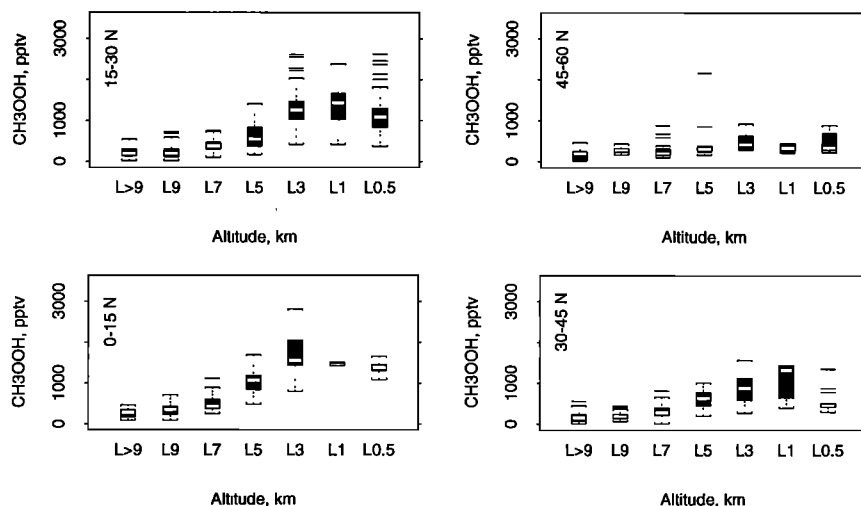 15-30 N
CH3OOH, pptv
3000
1000
0
L>9 L9 L7 L5 L3 L1 L0.5
Altitude, km
45-60 N
CH3OOH, pptv
3000
1000
0
L>9 L9 L7 L5 L3 L1 L0.5
Altitude, km
0-15 N
CH3OOH, pptv
3000
1000
0
L>9 L9 L7 L5 L3 L1 L0.5
Altitude, km
30-45 N
CH3OOH, pptv
3000
1000
0
L>9 L9 L7 L5 L3 L1 L0.5
Altitude, km